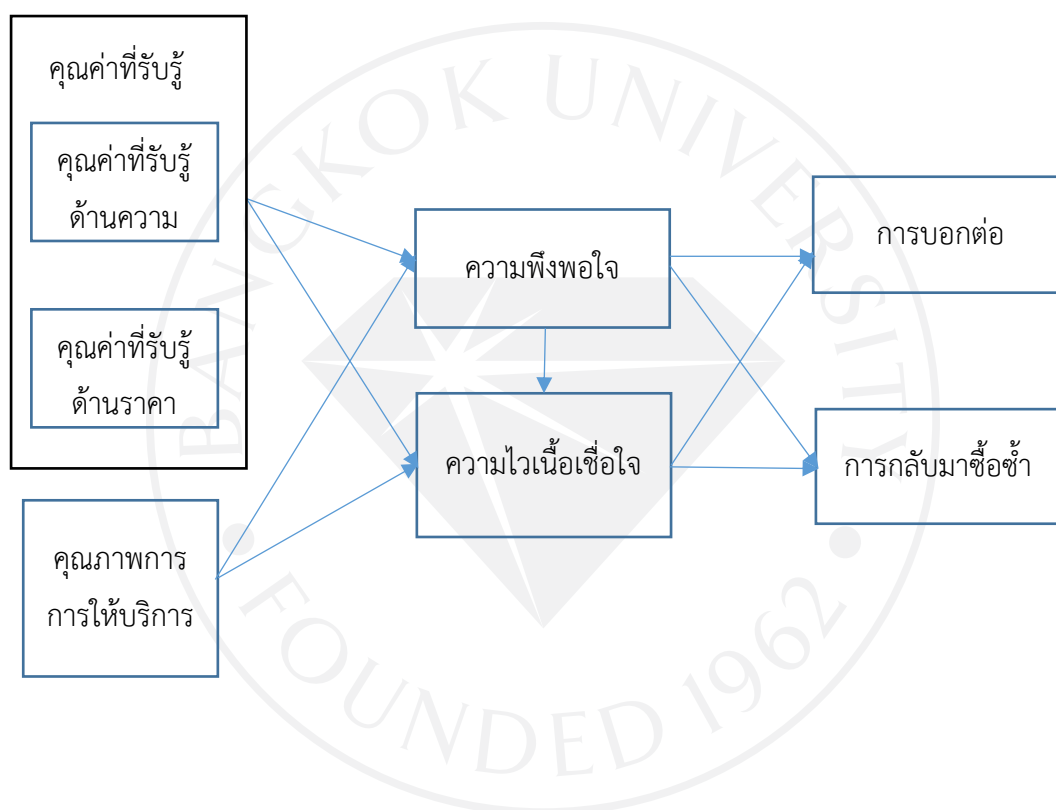 คุณค่าที่รับรู้
คุณค่าที่รับรู้
ด้านความ
คุณค่าที่รับรู้
ด้านราคา
คุณภาพการ
การให้บริการ
ความพึงพอใจ
ความไวเนื้อเชื่อใจ
การบอกต่อ
การกลับมาซื้อซ้ำ
BANGKOK UNIVERSITY
FOUNDED 1962